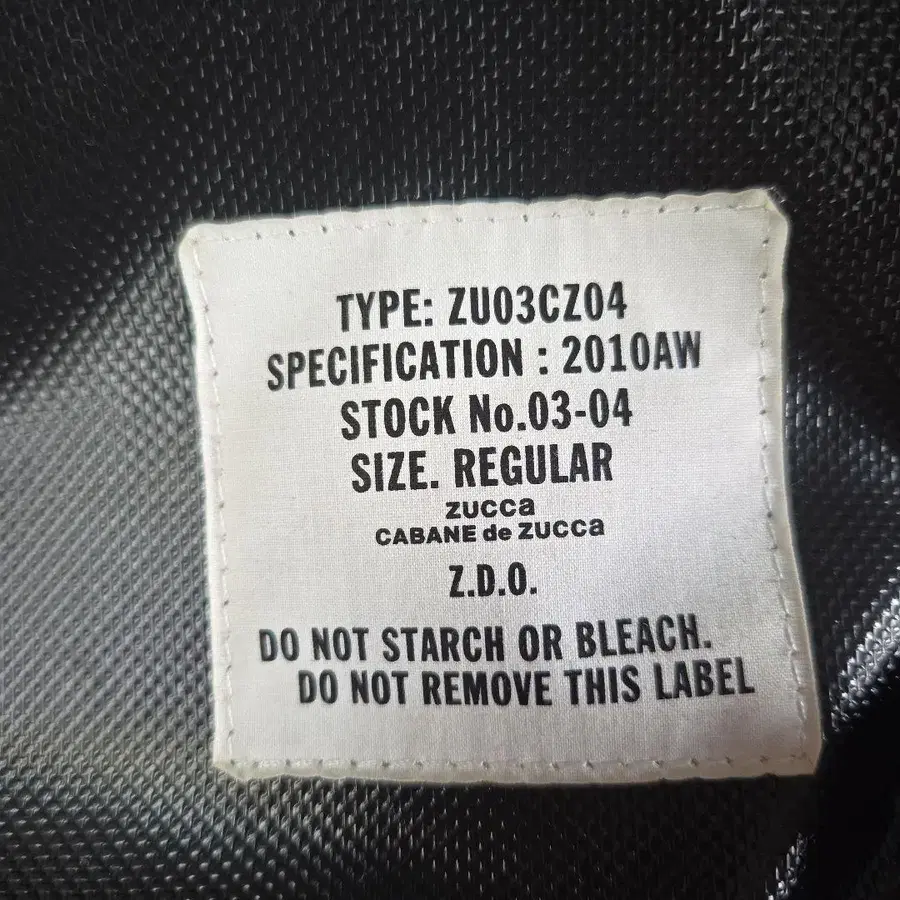 TYPE: ZU03CZ04
SPECIFICATION : 2010AW
STOCK No.03-04
SIZE. REGULAR
zucca
CABANE de zucca
Z.D.O.
DO NOT STARCH OR BLEACH.
DO NOT REMOVE THIS LABEL